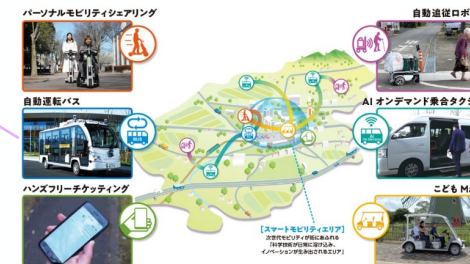 パーソナルモビリティシェアリング
自動追従ロボ
自動運転バス
AI オンデマンド乗合タク
ハンズフリーチケッティング
こども M
【スマートモビリティエリア】
次世代モビリティが街にあふれる
「科学技術が日常に溶け込み、
イノベーションが生み出されるエリア」